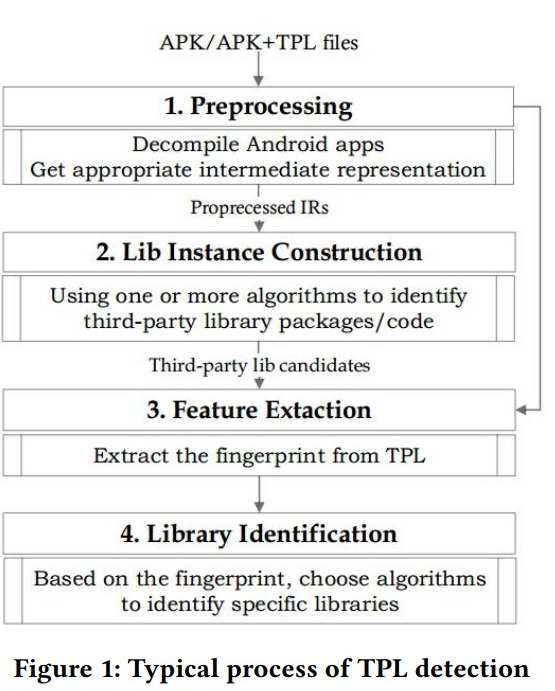 APK/APK+TPL files
1. Preprocessing
Decompile Android apps
Get appropriate intermediate representation
Proprecessed IRs
2. Lib Instance Construction
Using one or more algorithms to identify
third-party library packages/code
Third-party lib candidates
3. Feature Extaction
Extract the fingerprint from TPL
4. Library Identification
Based on the fingerprint, choose algorithms
to identify specific libraries
Figure 1: Typical process of TPL detection